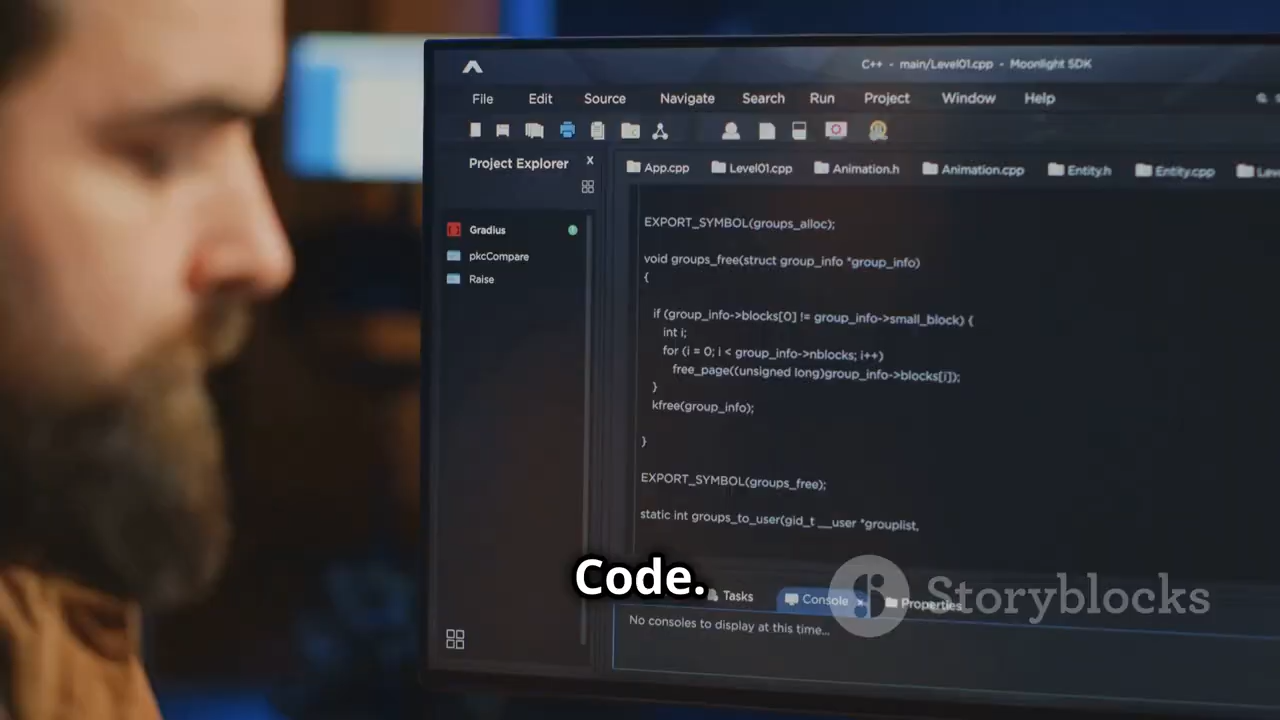 C++ - main/Level01.cpp - Moonlight SDK
File Edit Source Navigate Search Run Project Window Help
Project Explorer x
App.cpp Level01.cpp Animation.h Animation.cpp Entity.h Entity.cpp
Gradius
pkcCompare
Raise
EXPORT_SYMBOL(groups_alloc);
void groups_free(struct group_info *group_info)
{
if (group_info->blocks[0] != group_info->small_block) {
int i;
for (i = 0; i < group_info->nblocks; i++)
free_page((unsigned long)group_info->blocks[i]);
}
kfree(group_info);
}
EXPORT_SYMBOL(groups_free);
static int groups_to_user(gid_t __user *grouplist,
Code.
Tasks Console x Properties
Storyblocks
No consoles to display at this time...